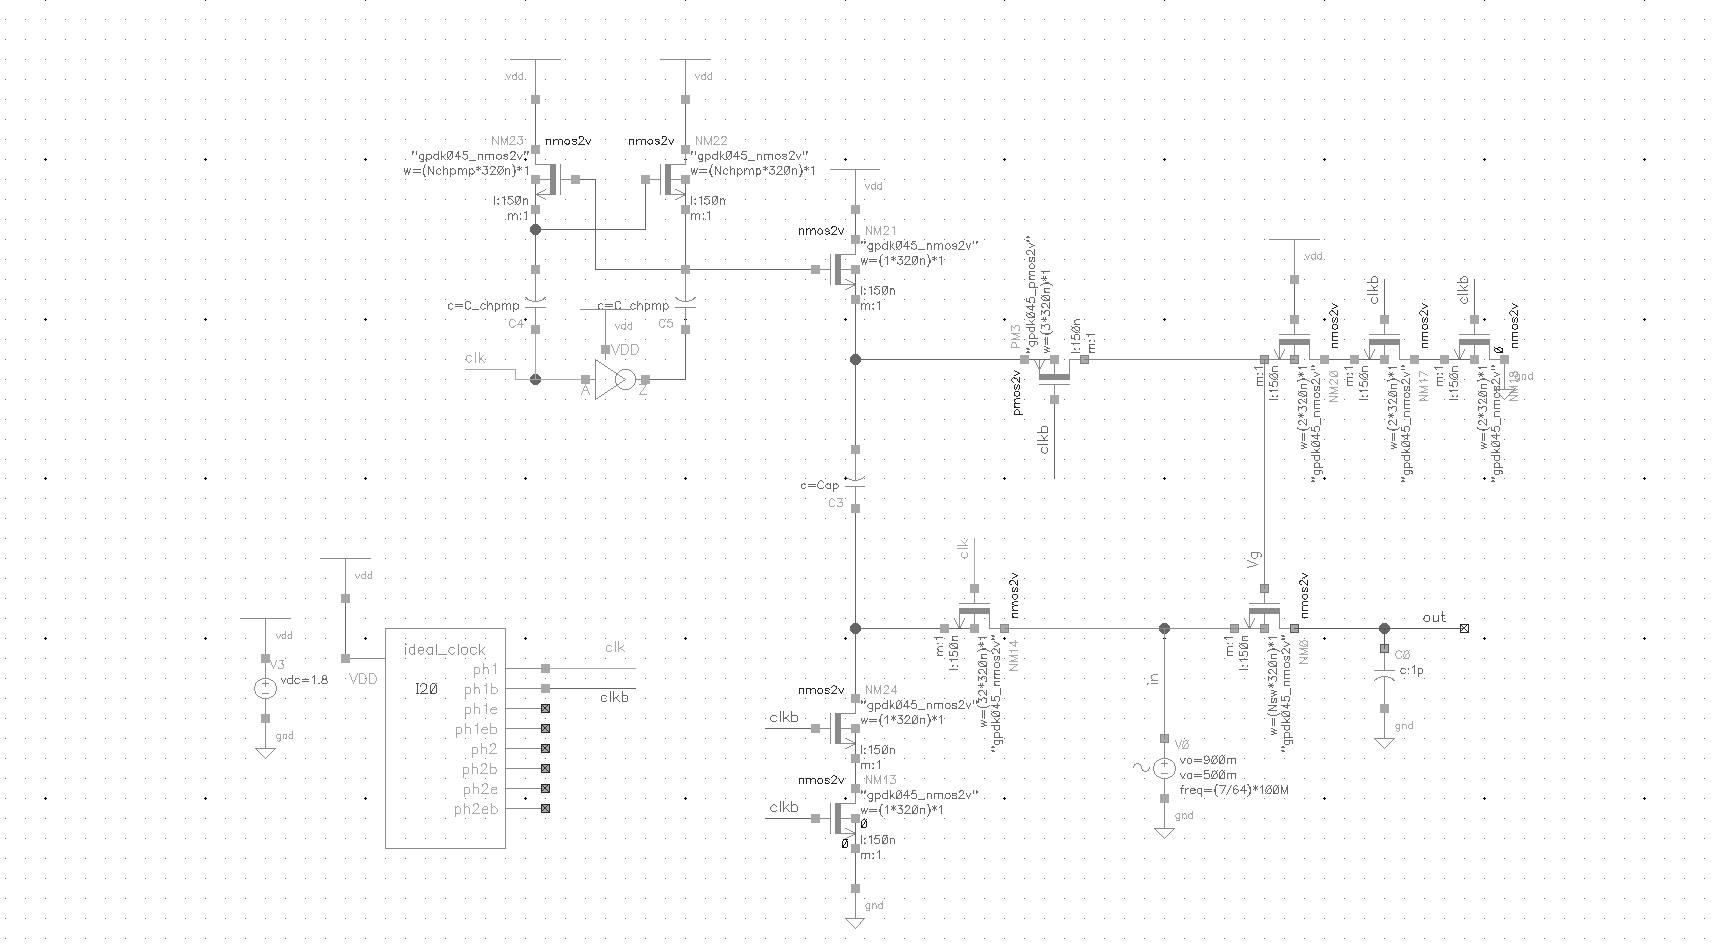 vdd
vdd
NM23
nmos2v
nmos2v
NM22
"gpdk045_nmos2v"
"gpdk045_nmos2v"
w=(Nchpmp*320n)*1
w=(Nchpmp*320n)*1
l:150n
m:1
l:150n
m:1
vdd
nmos2v
NM21
"gpdk045_nmos2v"
w=(1*320n)*1
l:150n
m:1
c=C_chpmp
C4
c=C_chpmp
C5
vdd
VDD
clk
A
Z
PM3
pmos2v
"gpdk045_pmos2v"
w=(3*320n)*1
l:150n
m:1
clkb
vdd
clkb
clkb
nmos2v
nmos2v
nmos2v
0
gnd
m:1
l:150n
w=(2*320n)*1
"gpdk045_nmos2v"
NM20
m:1
l:150n
w=(2*320n)*1
"gpdk045_nmos2v"
NM17
m:1
l:150n
w=(2*320n)*1
"gpdk045_nmos2v"
c=Cap
C3
clk
nmos2v
m:1
l:150n
w=(32*320n)*1
"gpdk045_nmos2v"
NM14
Vg
nmos2v
m:1
l:150n
w=(Nsw*320n)*1
"gpdk045_nmos2v"
out
C0
c:1p
gnd
in
V0
vo=900m
va=500m
freq=(7/64)*100M
gnd
nmos2v
NM24
"gpdk045_nmos2v"
w=(1*320n)*1
clkb
l:150n
m:1
nmos2v
NM13
"gpdk045_nmos2v"
w=(1*320n)*1
clkb
0
0
l:150n
m:1
gnd
vdd
V3
vdc=1.8
gnd
vdd
VDD
ideal_clock
I20
ph1
clk
ph1b
clkb
ph1e
ph1eb
ph2
ph2b
ph2e
ph2eb